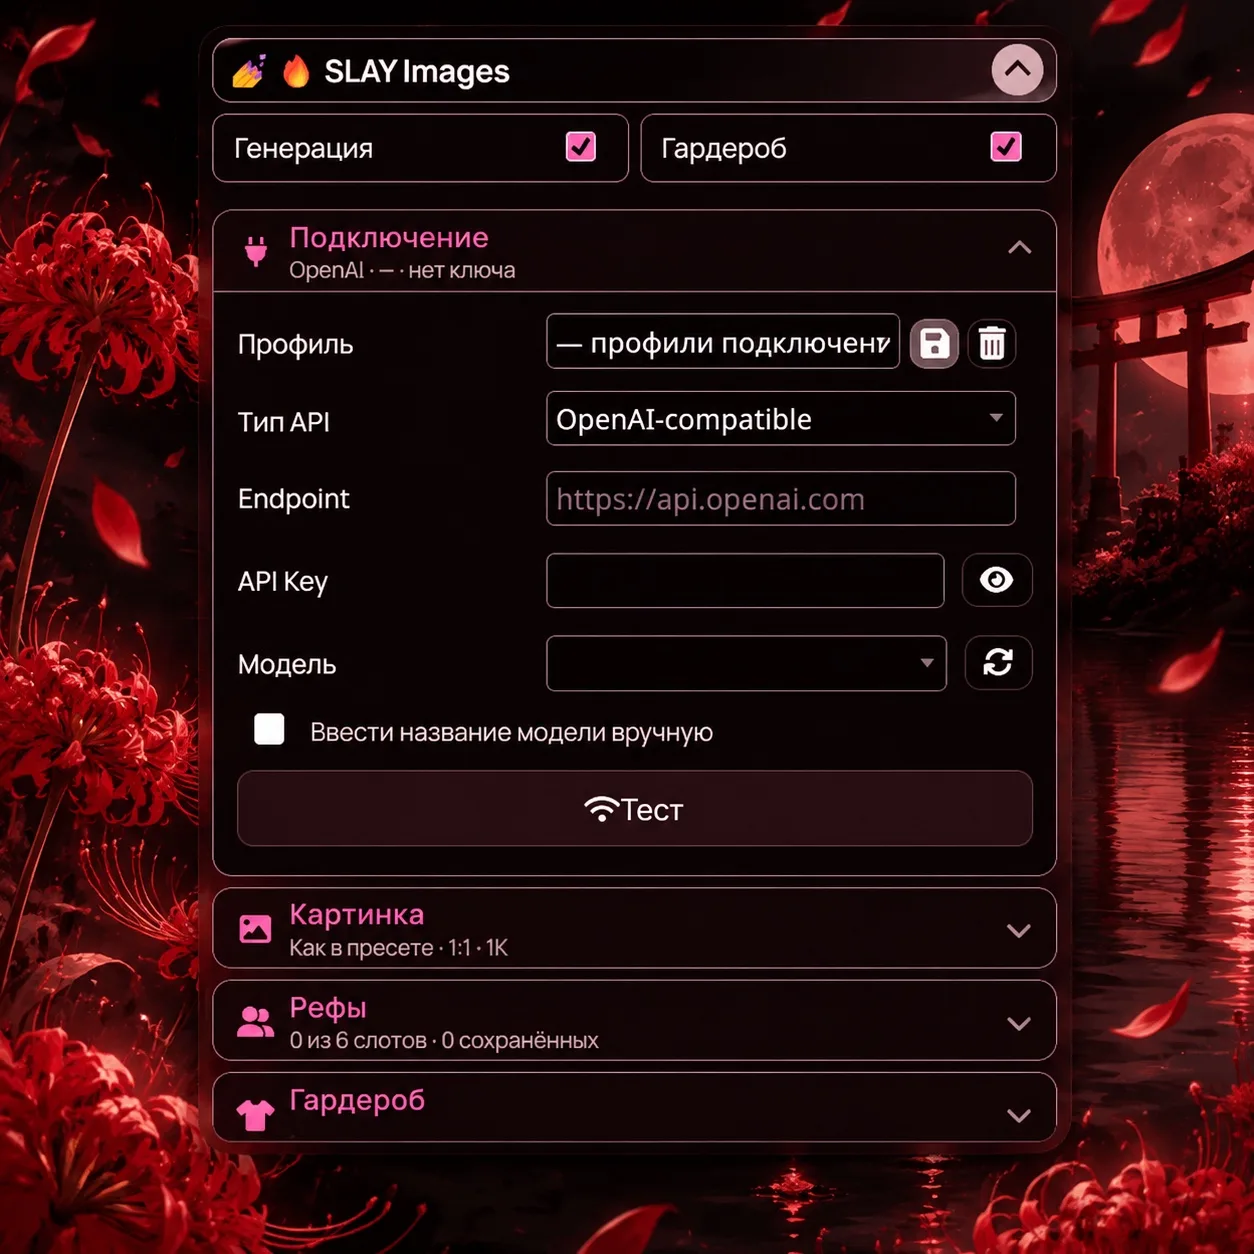 SLAY Images
Генерация
Гардероб
Подключение
OpenAI · — · нет ключа
Профиль
— профили подключени
Тип API
OpenAI-compatible
Endpoint
https://api.openai.com
API Key
Модель
Ввести название модели вручную
Тест
Картинка
Как в пресете · 1:1 · 1K
Рефы
0 из 6 слотов · 0 сохранённых
Гардероб